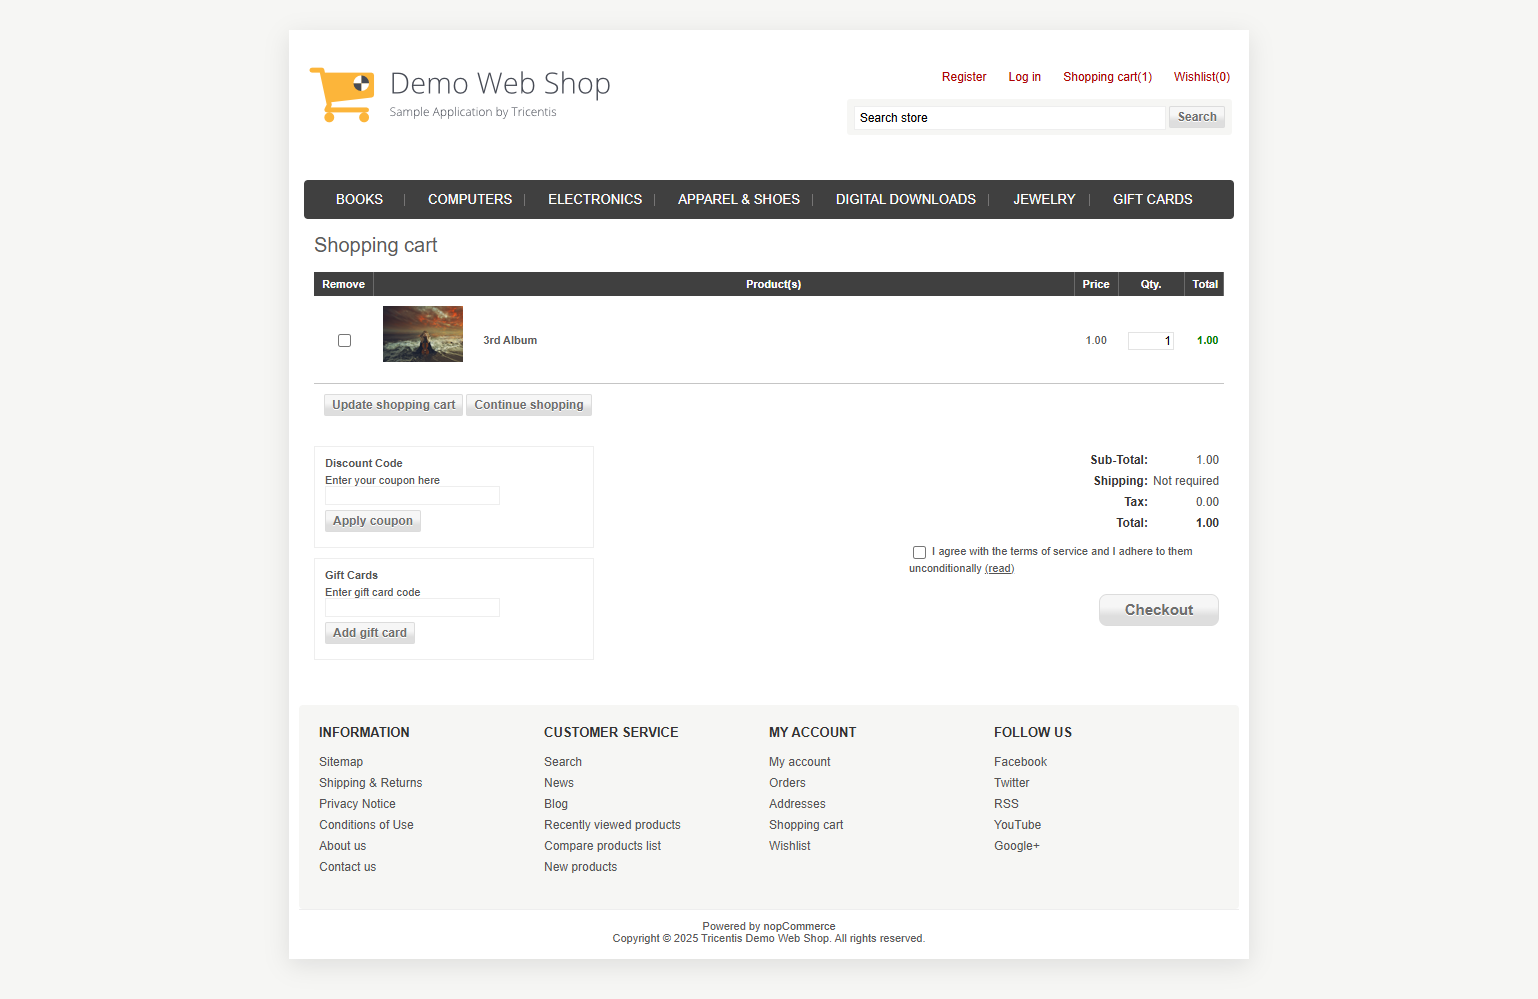 Demo Web Shop
Sample Application by Tricentis
Register Log in Shopping cart(1) Wishlist(0)
Search store Search
BOOKS COMPUTERS ELECTRONICS APPAREL & SHOES DIGITAL DOWNLOADS JEWELRY GIFT CARDS
Shopping cart
Remove Product(s) Price Qty. Total
3rd Album 1.00 1 1.00
Update shopping cart Continue shopping
Discount Code
Enter your coupon here
Apply coupon
Gift Cards
Enter gift card code
Add gift card
Sub-Total: 1.00
Shipping: Not required
Tax: 0.00
Total: 1.00
I agree with the terms of service and I adhere to them
unconditionally (read)
Checkout
INFORMATION
Sitemap
Shipping & Returns
Privacy Notice
Conditions of Use
About us
Contact us
CUSTOMER SERVICE
Search
News
Blog
Recently viewed products
Compare products list
New products
MY ACCOUNT
My account
Orders
Addresses
Shopping cart
Wishlist
FOLLOW US
Facebook
Twitter
RSS
YouTube
Google+
Powered by nopCommerce
Copyright © 2025 Tricentis Demo Web Shop. All rights reserved.